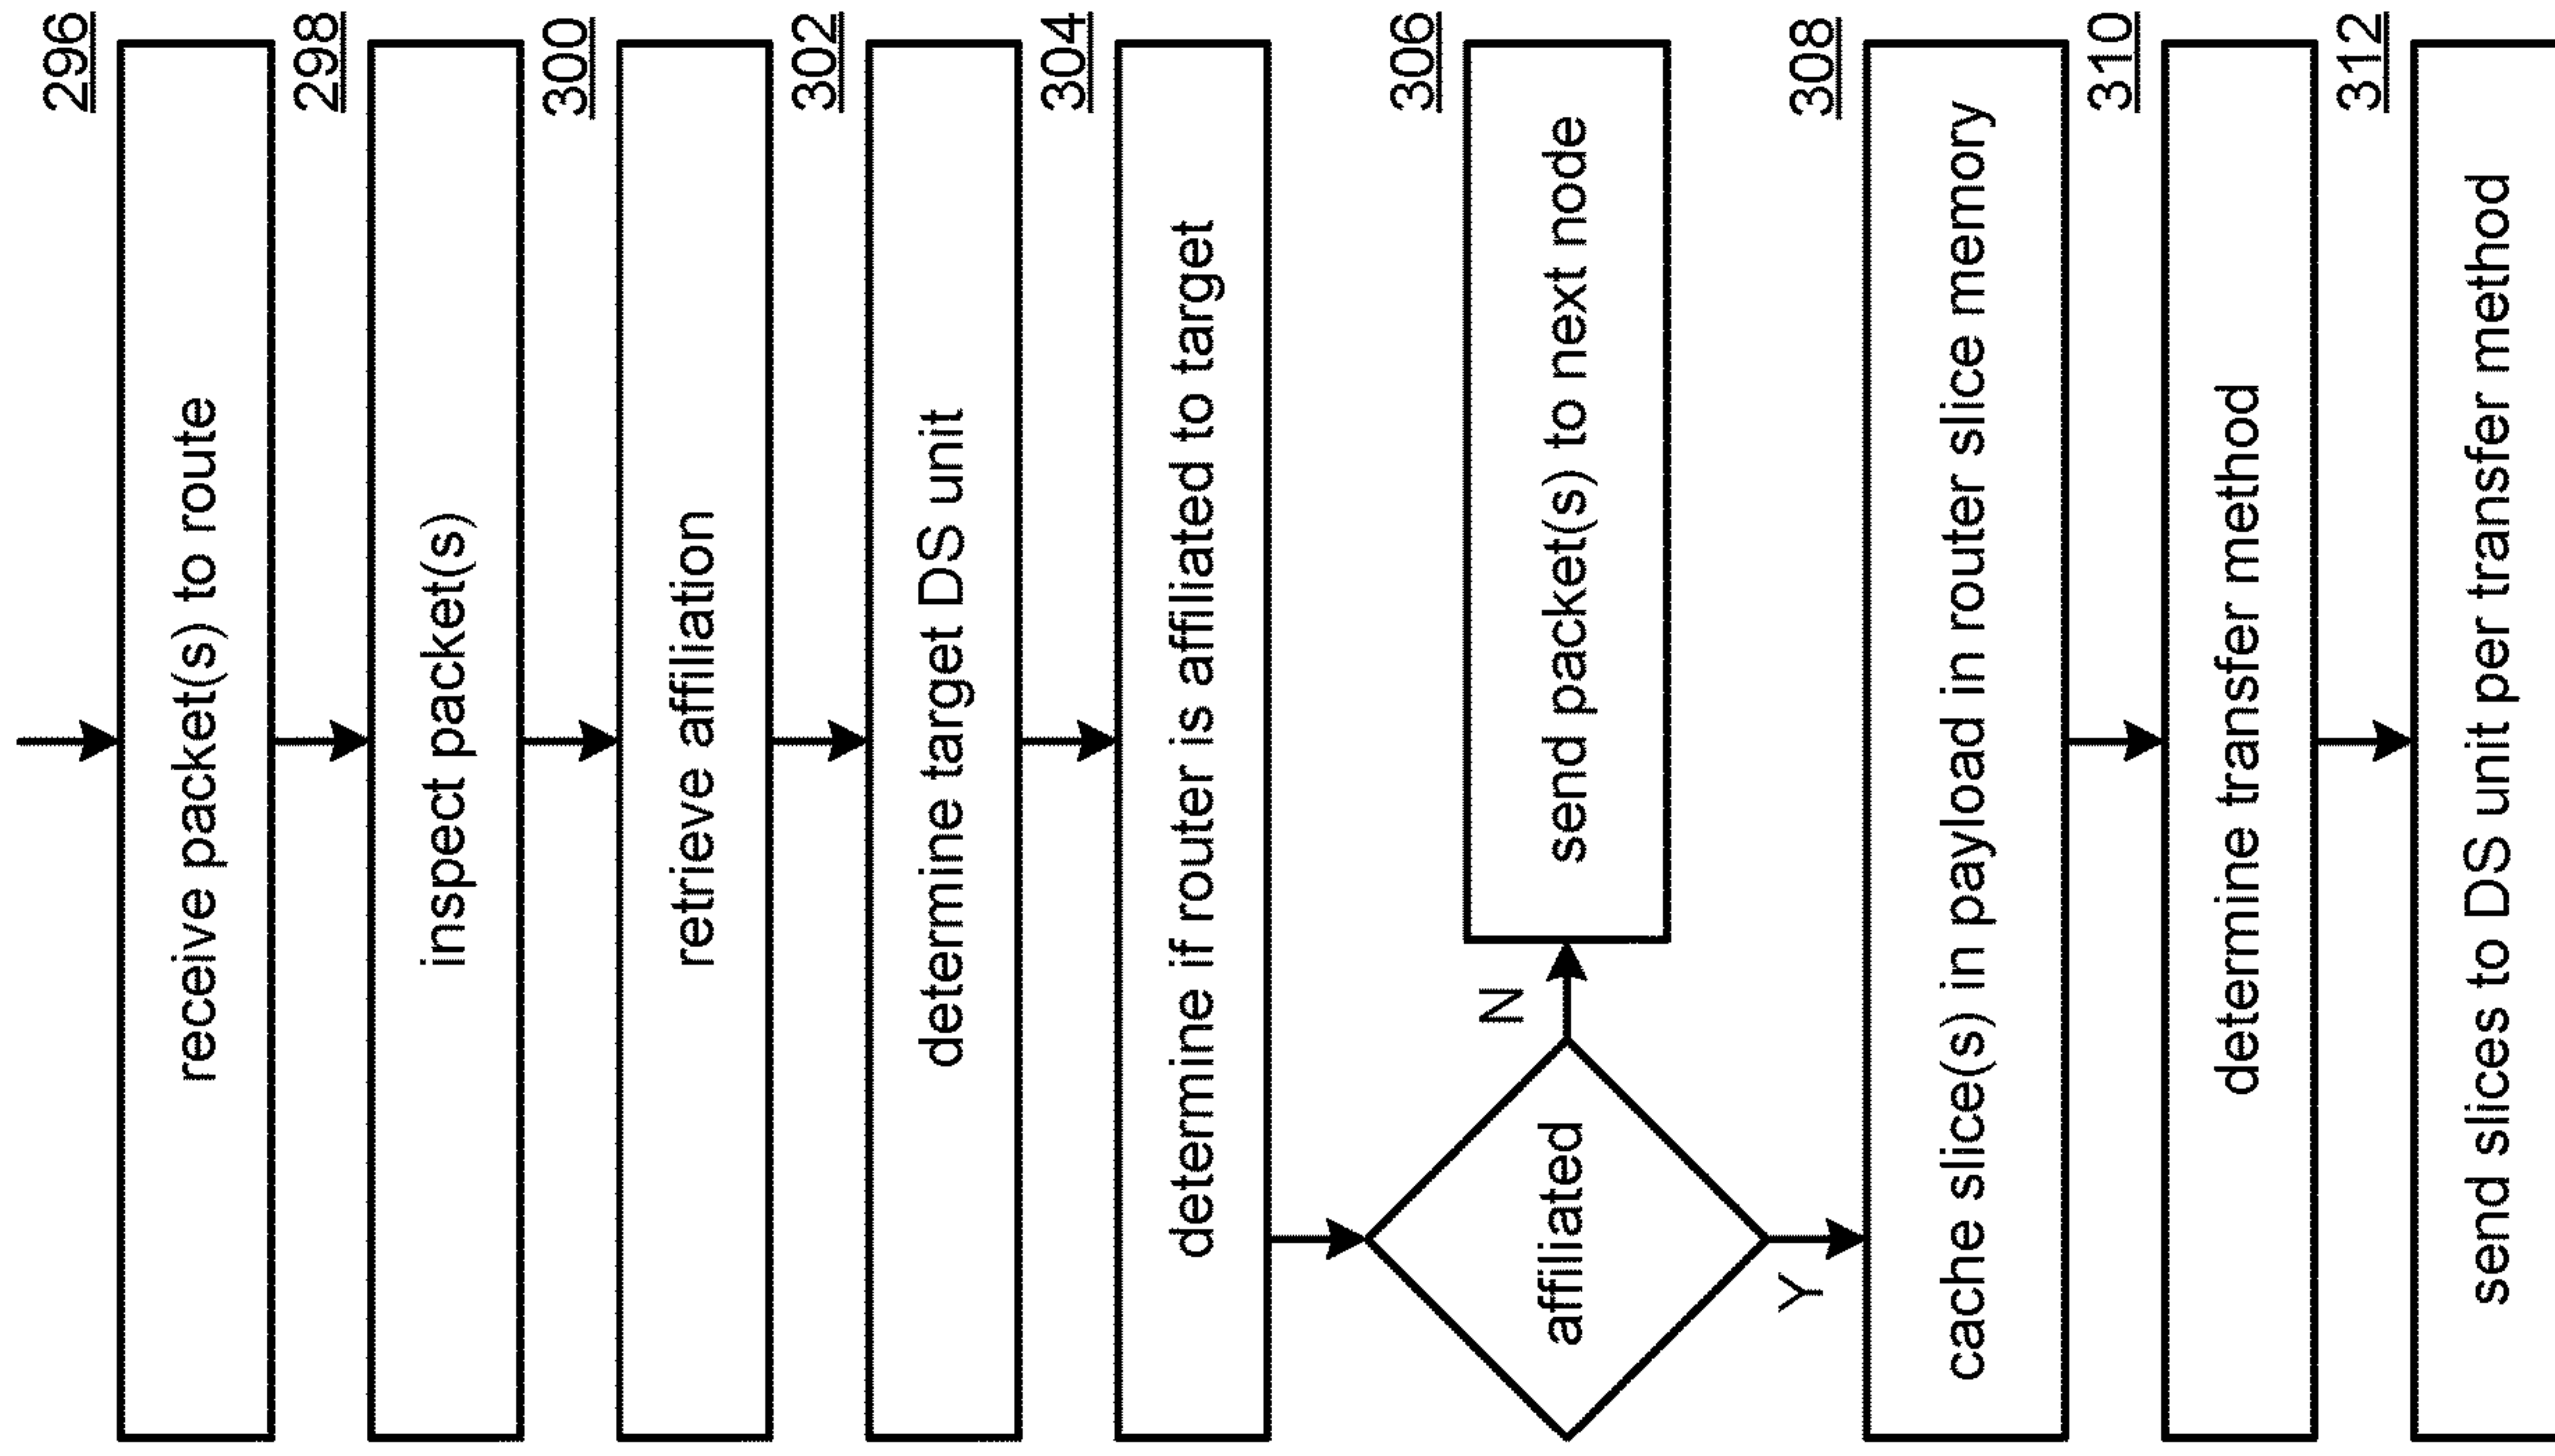 296
receive packet(s) to route
298
inspect packet(s)
300
retrieve affiliation
302
determine target DS unit
304
determine if router is affiliated to target
affiliated
N
306
send packet(s) to next node
Y
308
cache slice(s) in payload in router slice memory
310
determine transfer method
312
send slices to DS unit per transfer method